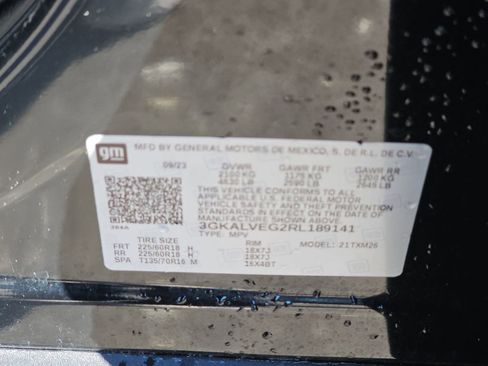 gm
MFD BY GENERAL MOTORS DE MEXICO, S. DE R.L. DE C.V.
09/23 GVWR GAWR FRT GAWR RR
2100 KG 1175 KG 1200 KG
4630 LB 2590 LB 2645 LB
THIS VEHICLE CONFORMS TO ALL
APPLICABLE U.S. FEDERAL MOTOR
VEHICLE SAFETY AND THEFT PREVENTION
STANDARDS IN EFFECT ON THE DATE OF
MANUFACTURE SHOWN ABOVE.
3GKALVEG2RL189141
TYPE: MPV MODEL: 21TXM26
TIRE SIZE RIM
FRT 225/60R18 H 18X7J
RR 225/60R18 H 18X7J
SPA T135/70R16 M 16X4BT